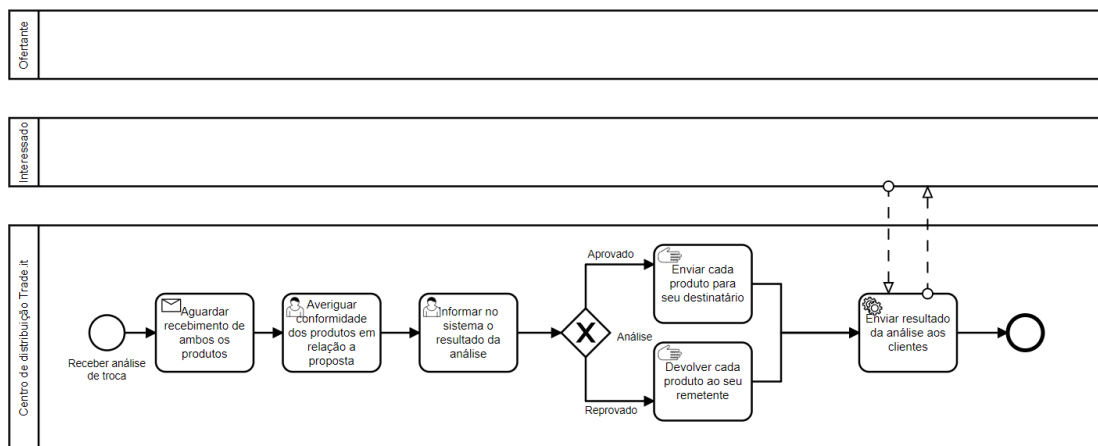 Ofertante
Interessado
Centro de distribuição Trade.it
Receber análise
de troca
Aguardar
recebimento de
ambos os
produtos
Averiguar
conformidade
dos produtos em
relação a
proposta
Informar no
sistema o
resultado da
análise
Análise
Aprovado
Enviar cada
produto para
seu destinatário
Reprovado
Devolver cada
produto ao seu
remetente
Enviar resultado
da análise aos
clientes